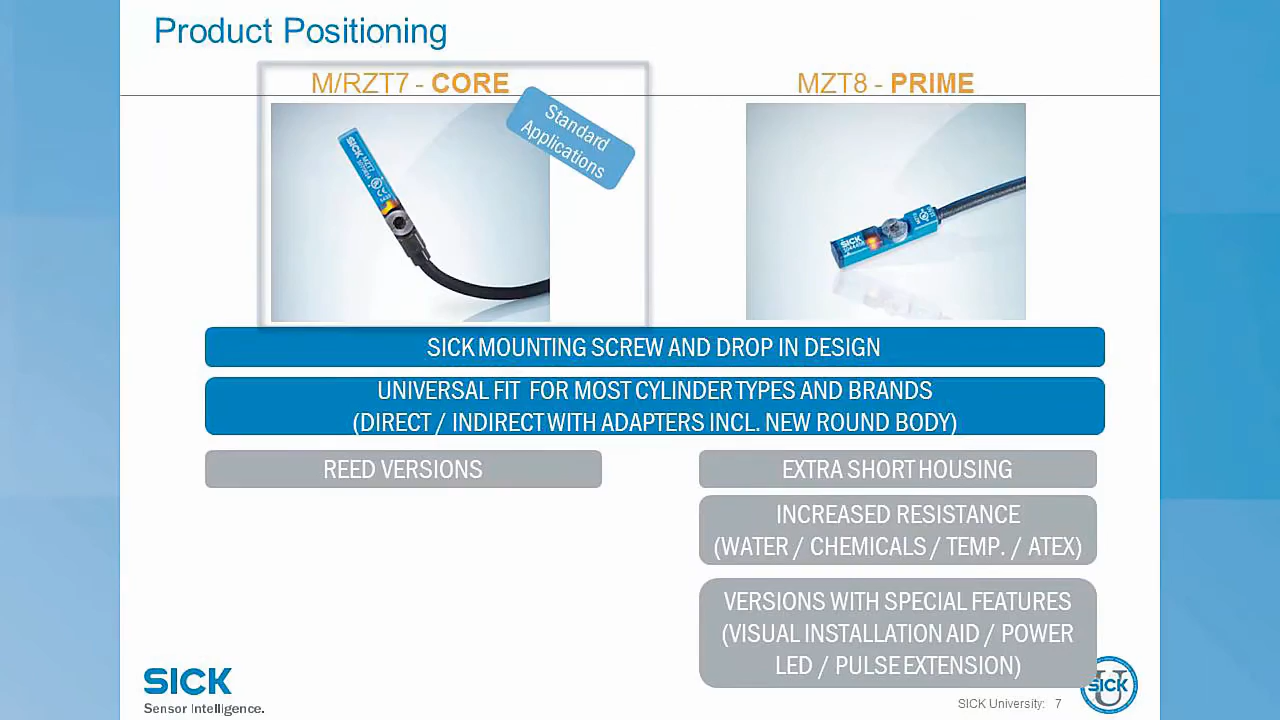 Product Positioning
M/RZT7 - CORE
MZT8 - PRIME
Standard
Applications
SICK
MZT7
SICK
SICK MOUNTING SCREW AND DROP IN DESIGN
UNIVERSAL FIT FOR MOST CYLINDER TYPES AND BRANDS
(DIRECT / INDIRECT WITH ADAPTERS INCL. NEW ROUND BODY)
REED VERSIONS
EXTRA SHORT HOUSING
INCREASED RESISTANCE
(WATER / CHEMICALS / TEMP. / ATEX)
VERSIONS WITH SPECIAL FEATURES
(VISUAL INSTALLATION AID / POWER
LED / PULSE EXTENSION)
SICK
Sensor Intelligence.
SICK University: 7
SICK
U